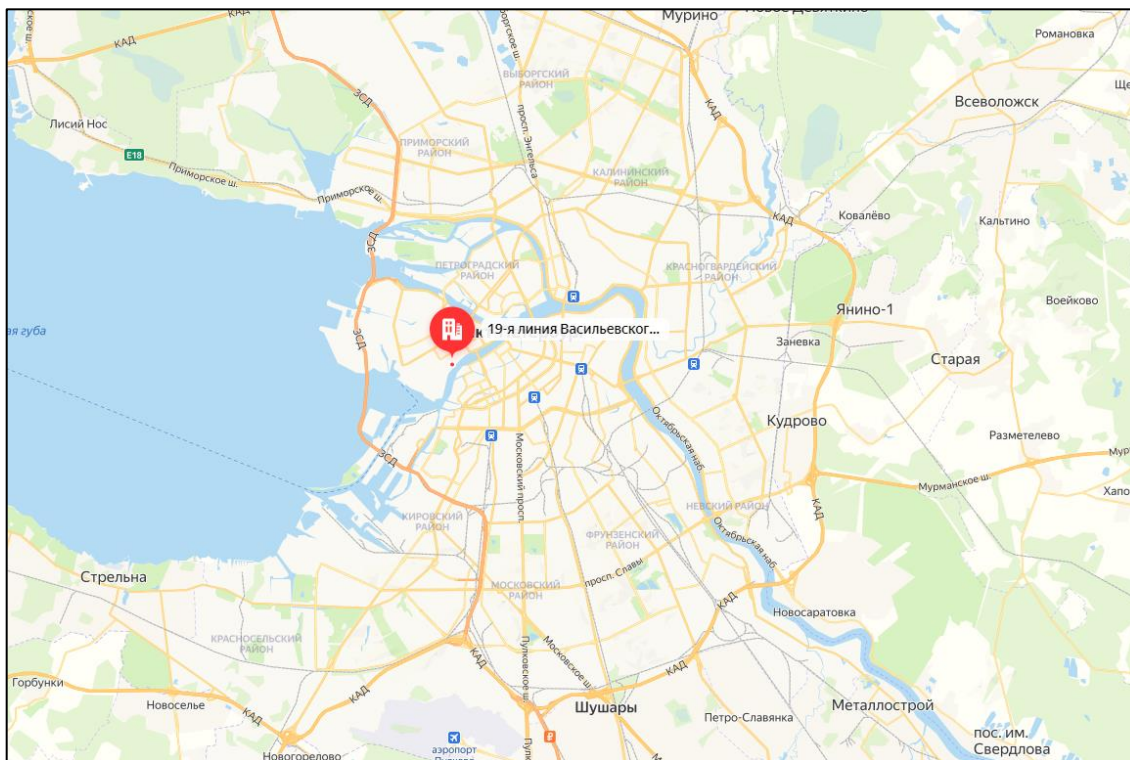 Мурино
КАД
Романовка
ВЫБОРГСКИЙ
РАЙОН
КАД
ЗСД
Всеволожск
Лисий Нос
E18
Приморское ш.
ПРИМОРСКИЙ
РАЙОН
просп. Энгельса
КАЛИНИНСКИЙ
РАЙОН
Приморское ш.
КАД
Ковалёво
Кальтино
ЗСД
ЗСД
ПЕТРОГРАДСКИЙ
РАЙОН
КРАСНОГВАРДЕЙСКИЙ
РАЙОН
Янино-1
Воейково
ая губа
19-я линия Васильевског...
ЗСД
Заневка
Старая
Октябрьская наб.
Кудрово
Разметелово
Московский просп.
ЗСД
Мурманское ш.
КИРОВСКИЙ
РАЙОН
НЕВСКИЙ РАЙОН
КАД
ФРУНЗЕНСКИЙ
РАЙОН
Октябрьская наб.
Стрельна
МОСКОВСКИЙ
РАЙОН
просп. Славы
КАД
Новосаратовка
КРАСНОСЕЛЬСКИЙ
РАЙОН
Пулковское ш.
Московское ш.
КАД
КАД
Горбунки
Новоселье
КАД
Шушары
Петро-Славянка
Металлострой
пос. им.
Свердлова
Новогорелово
аэропорт